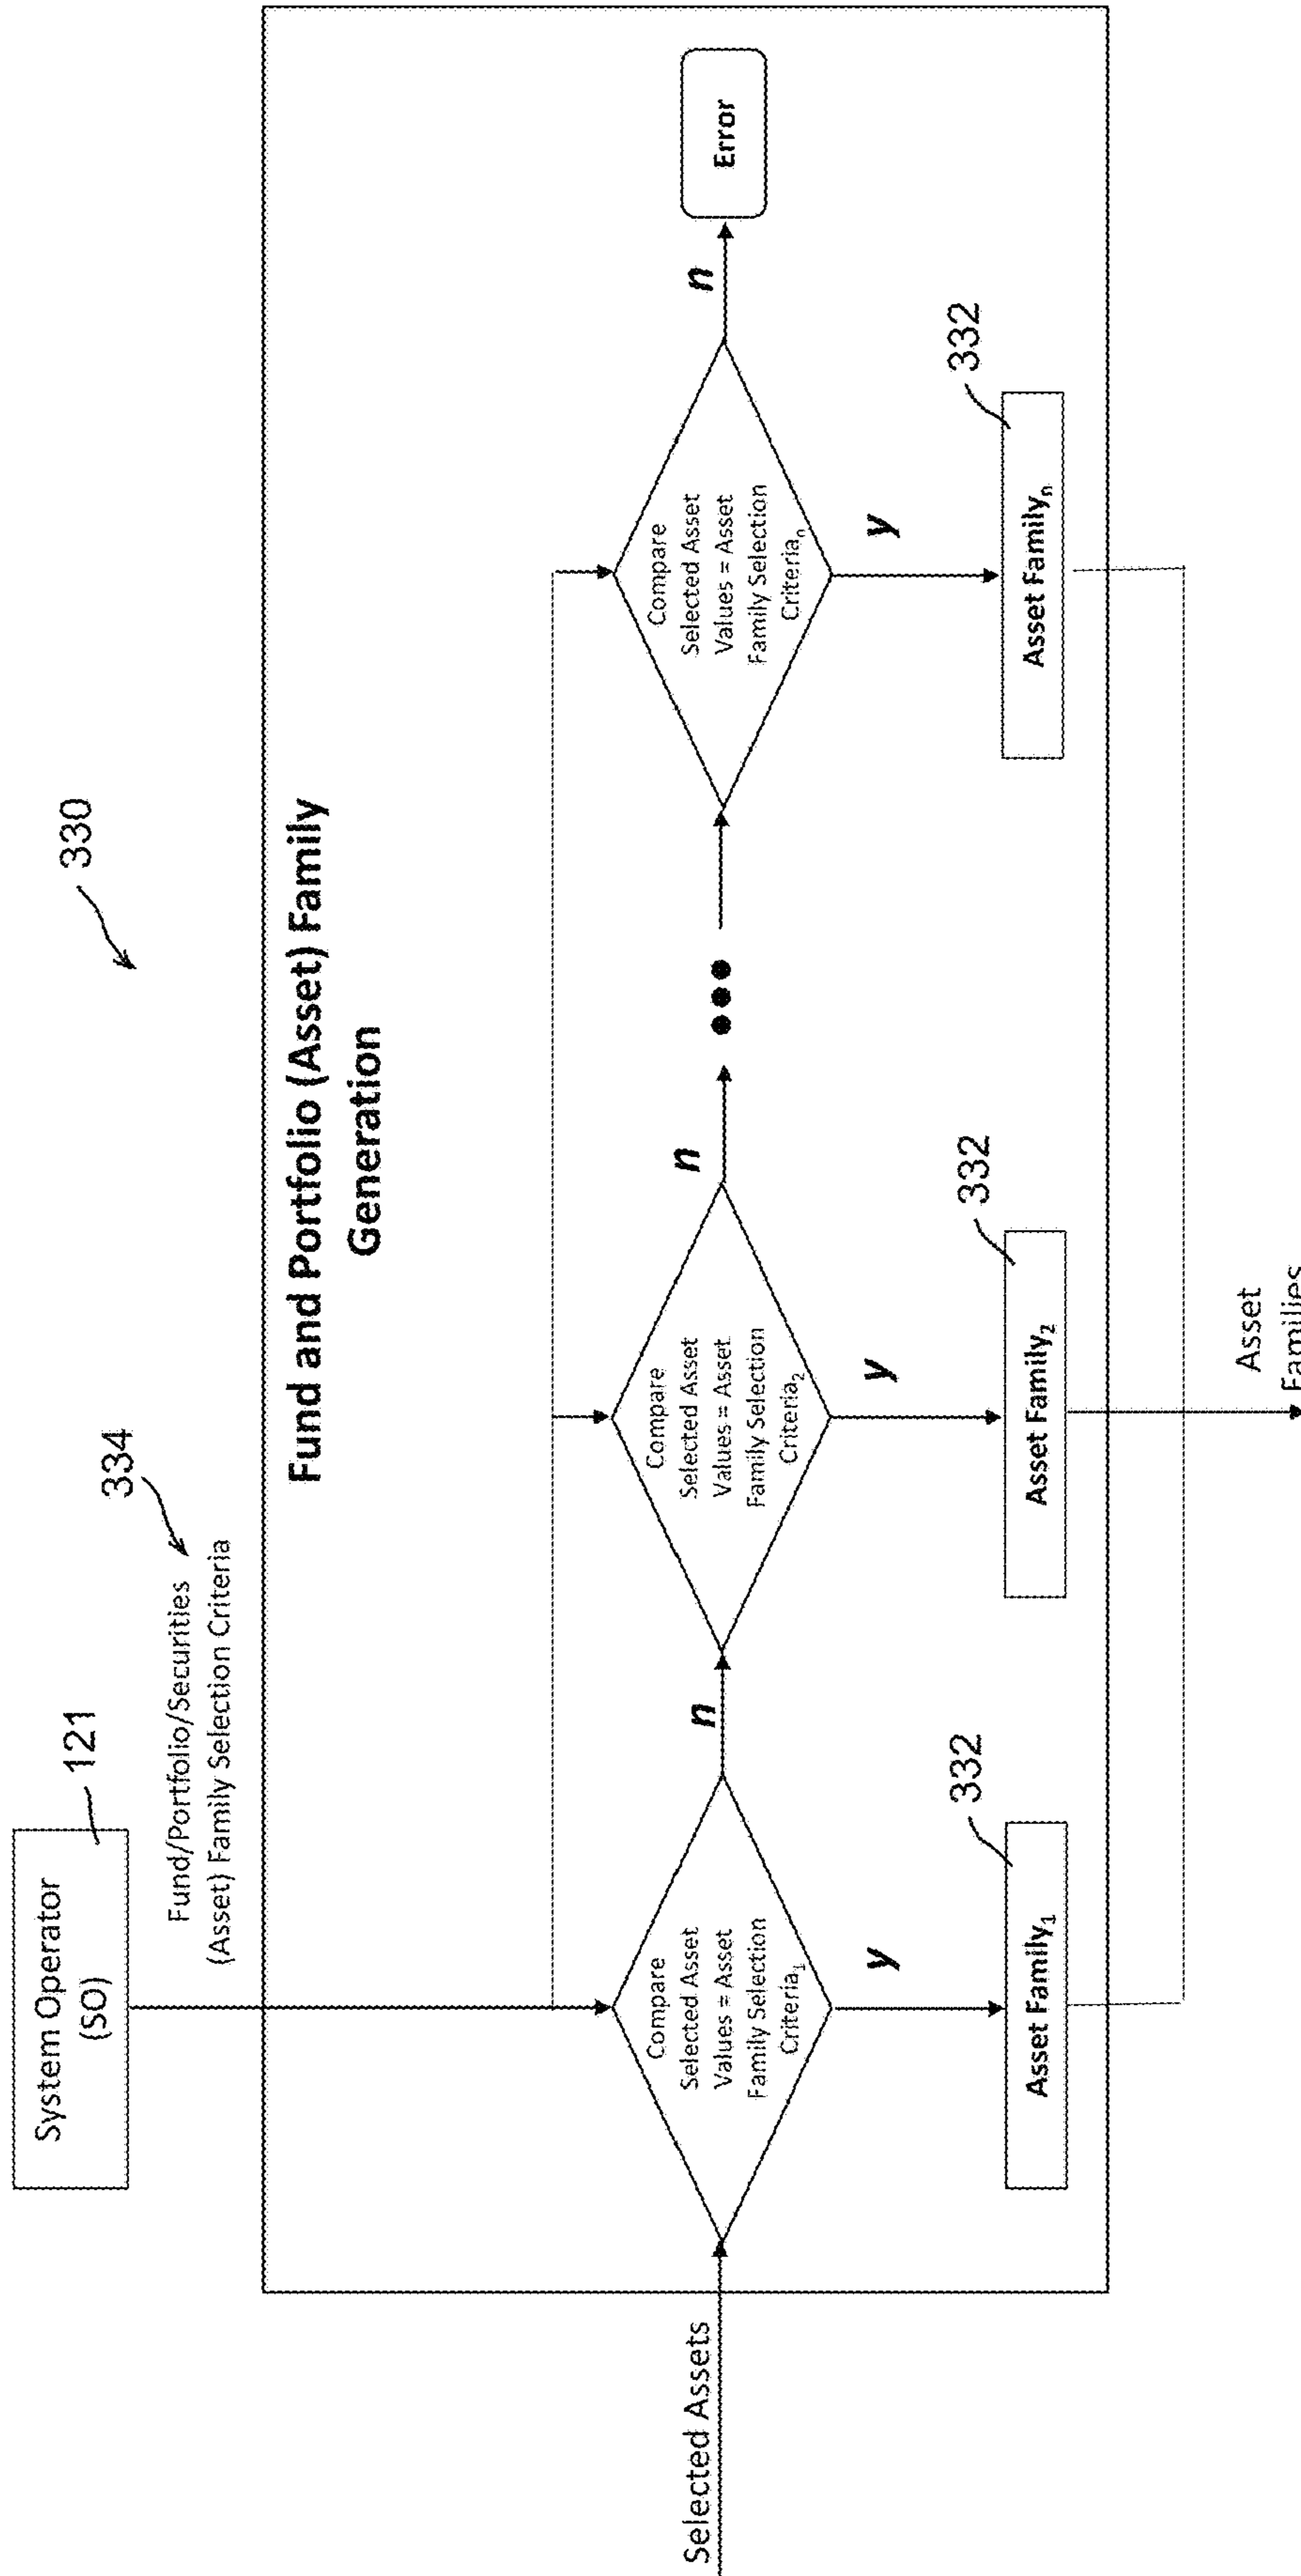 330
System Operator
(SO)
121
334
Fund/Portfolio/Securities
(Asset) Family Selection Criteria
Fund and Portfolio (Asset) Family
Generation
Selected Assets
Compare
Selected Asset
Values = Asset
Family Selection
Criteria₁
n
Compare
Selected Asset
Values = Asset
Family Selection
Criteria₂
n
Compare
Selected Asset
Values = Asset
Family Selection
Criteriaₙ
n
Error
y
y
y
332
332
332
Asset Family₁
Asset Family₂
Asset Familyₙ
Asset
Families